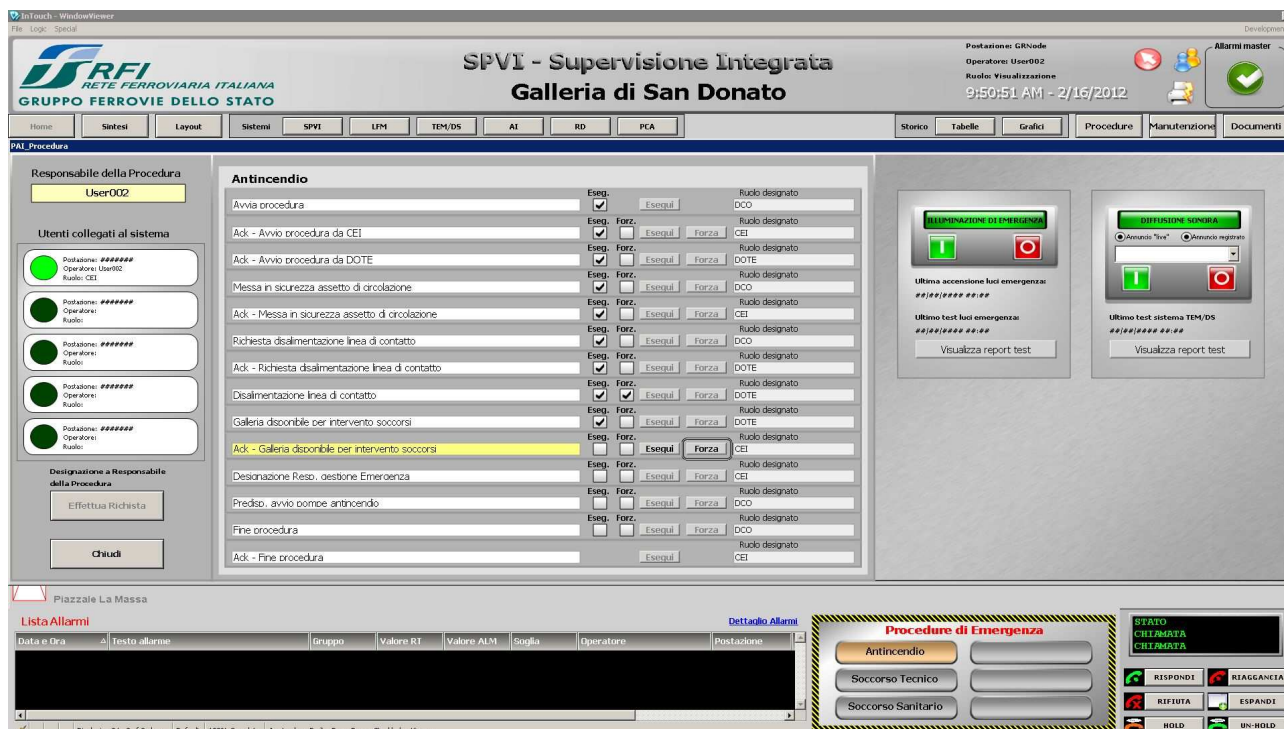 InTouch - WindowViewer
File Logic Special
Developmen
RFI
RETE FERROVIARIA ITALIANA
GRUPPO FERROVIE DELLO STATO
SPVI - Supervisione Integrata
Galleria di San Donato
Postazione: GRNode
Operatore: User002
Ruolo: Visualizzazione
9:50:51 AM - 2/16/2012
Allarmi master
Home Sintesi Layout Sistemi SPVI LFM TEM/DS AI RD PCA Storico Tabelle Grafici Procedure Manutenzione Documenti
PAI_Procedura
Responsabile della Procedura
User002
Utenti collegati al sistema
Postazione: #######
Operatore: User002
Ruolo: CEI
Postazione: #######
Operatore:
Ruolo:
Postazione: #######
Operatore:
Ruolo:
Postazione: #######
Operatore:
Ruolo:
Postazione: #######
Operatore:
Ruolo:
Designazione a Responsabile
della Procedura
Effettua Richista
Chiudi
Antincendio
Eseg. Ruolo designato
Avvia procedura Esegui DCO
Eseg. Forz. Ruolo designato
Ack - Avvio procedura da CEI Esegui Forza CEI
Eseg. Forz. Ruolo designato
Ack - Avvio procedura da DOTE Esegui Forza DOTE
Eseg. Forz. Ruolo designato
Messa in sicurezza assetto di circolazione Esegui Forza DCO
Eseg. Forz. Ruolo designato
Ack - Messa in sicurezza assetto di circolazione Esegui Forza CEI
Eseg. Forz. Ruolo designato
Richiesta disalimentazione linea di contatto Esegui Forza DCO
Eseg. Forz. Ruolo designato
Ack - Richiesta disalimentazione linea di contatto Esegui Forza DOTE
Eseg. Forz. Ruolo designato
Disalimentazione linea di contatto Esegui Forza DOTE
Eseg. Forz. Ruolo designato
Galleria disponibile per intervento soccorsi Esegui Forza DOTE
Eseg. Forz. Ruolo designato
Ack - Galleria disponibile per intervento soccorsi Esegui Forza CEI
Eseg. Forz. Ruolo designato
Designazione Resp. gestione Emergenza Esegui Forza CEI
Eseg. Forz. Ruolo designato
Predisp. avvio pompe antincendio Esegui Forza DCO
Eseg. Forz. Ruolo designato
Fine procedura Esegui Forza DCO
Ruolo designato
Ack - Fine procedura Esegui CEI
ILLUMINAZIONE DI EMERGENZA
Ultima accensione luci emergenza:
##/##/#### ##:##
Ultimo test luci emergenza:
##/##/#### ##:##
Visualizza report test
DIFFUSIONE SONORA
Annuncio "live" Annuncio registrato
Ultimo test sistema TEM/DS
##/##/#### ##:##
Visualizza report test
Piazzale La Massa
Lista Allarmi
Dettaglio Allarmi
Data e Ora Testo allarme Gruppo Valore RT Valore ALM Soglia Operatore Postazione
Procedure di Emergenza
Antincendio
Soccorso Tecnico
Soccorso Sanitario
STATO
CHIAMATA
CHIAMATA
RISPONDI RIAGGANCIA
RIFIUTA ESPANDI
HOLD UN-HOLD